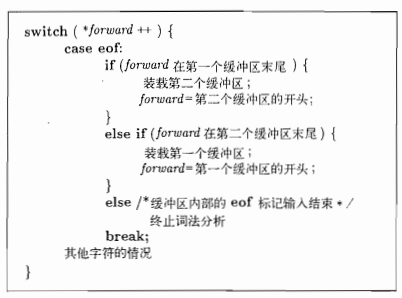 switch ( *forward ++ ) {
case eof:
if (forward 在第一个缓冲区末尾 ) {
装载第二个缓冲区;
forward=第二个缓冲区的开头;
}
else if (forward 在第二个缓冲区末尾) {
装载第一个缓冲区;
forward=第一个缓冲区的开头;
}
else /*缓冲区内部的 eof 标记输入结束 */
终止词法分析
break;
其他字符的情况
}